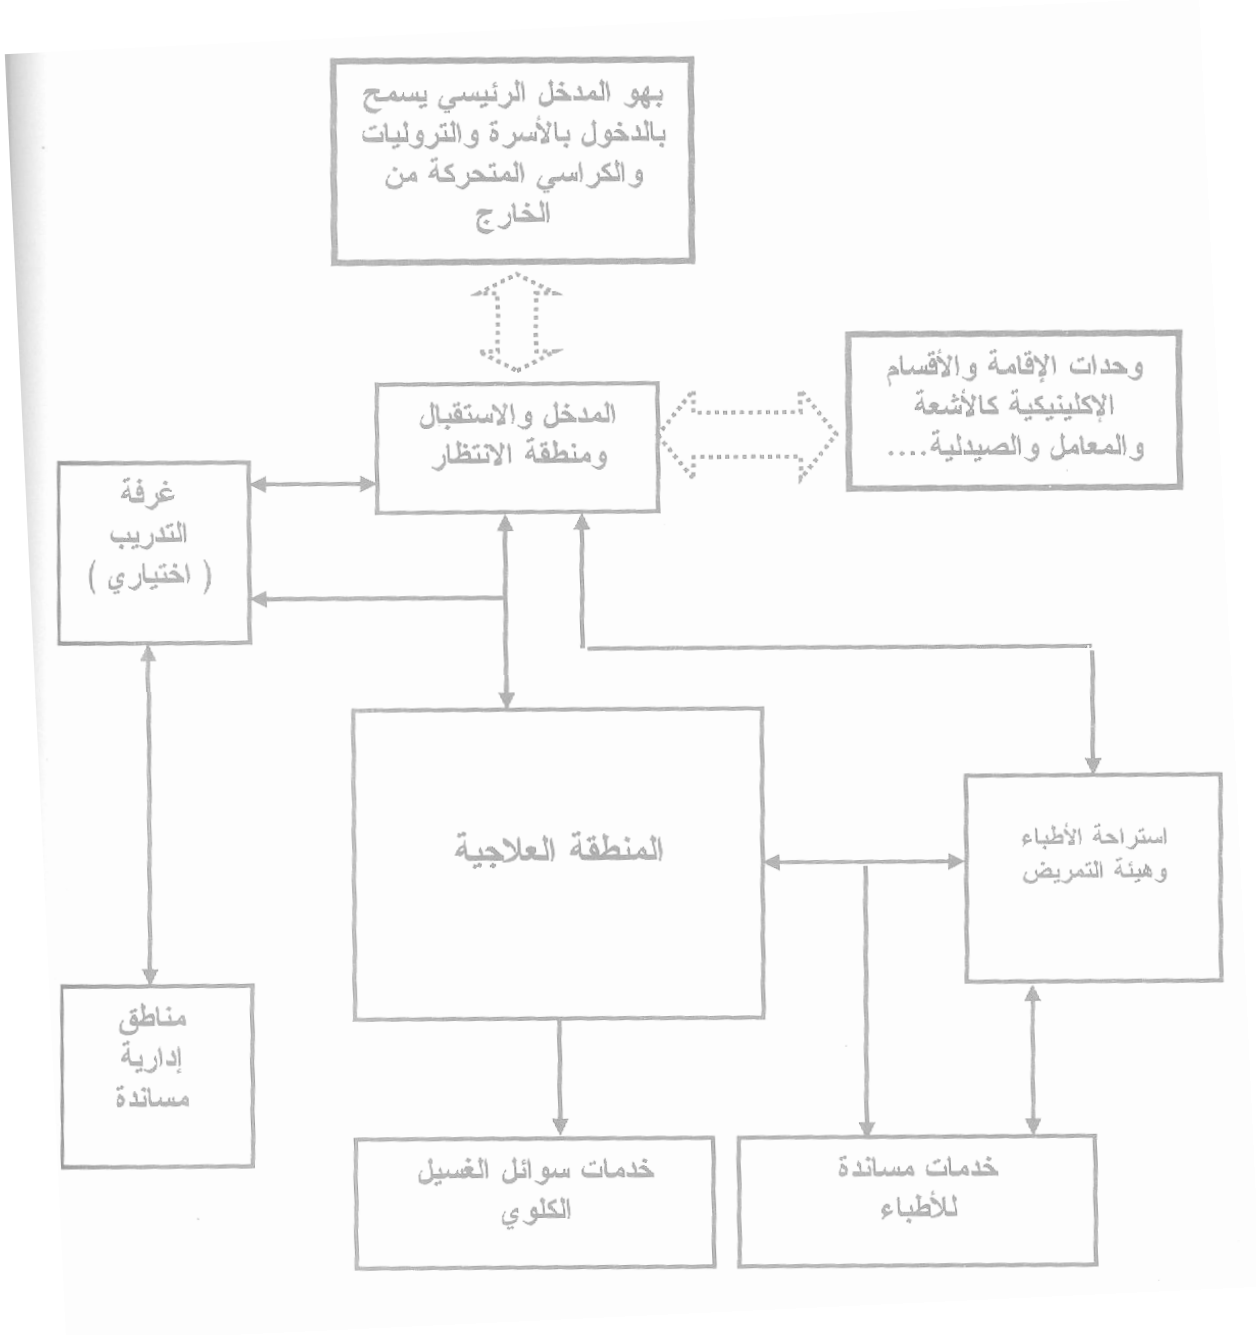 بهو المدخل الرئيسي يسمح
بالدخول بالأسرة والتروليات
والكراسي المتحركة من
الخارج
وحدات الإقامة والأقسام
الإكلينيكية كالأشعة
والمعامل والصيدلية....
المدخل والاستقبال
ومنطقة الانتظار
غرفة
التدريب
( اختياري )
المنطقة العلاجية
استراحة الأطباء
وهيئة التمريض
مناطق
إدارية
مساندة
خدمات مساندة
للأطباء
خدمات سوائل الغسيل
الكلوي